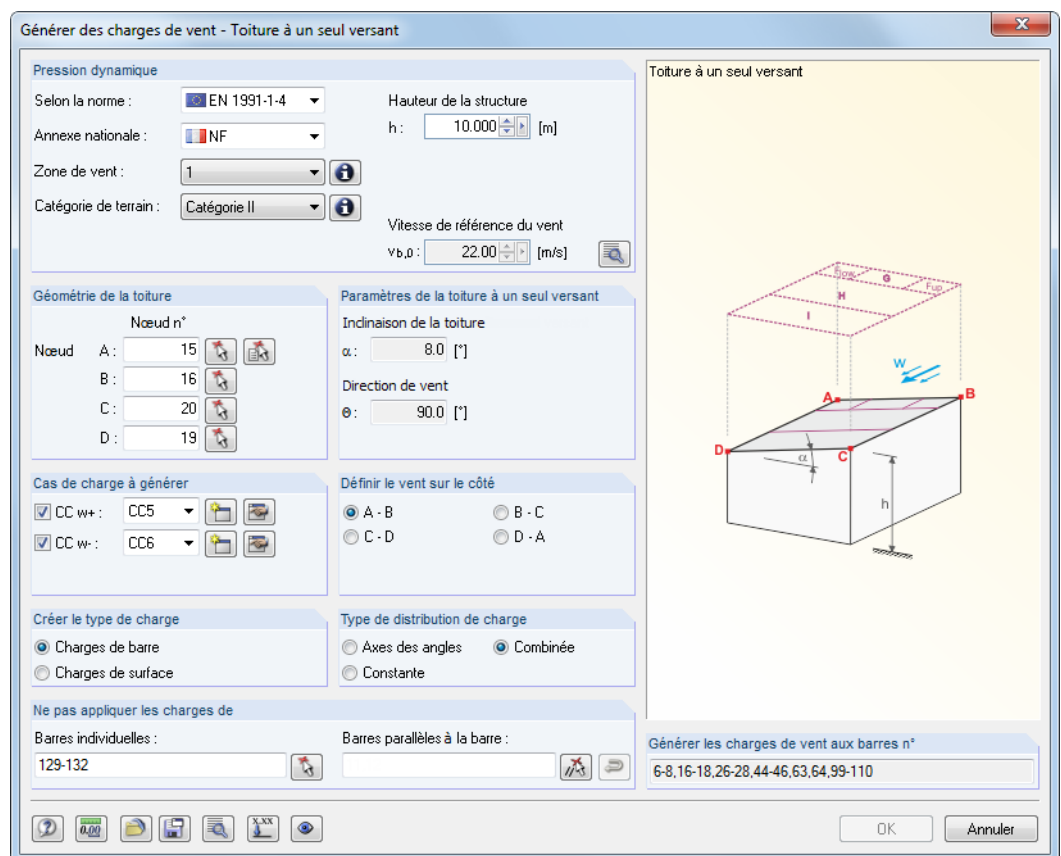 Générer des charges de vent - Toiture à un seul versant
Pression dynamique
Selon la norme :
EN 1991-1-4
Annexe nationale :
NF
Zone de vent :
1
Catégorie de terrain :
Catégorie II
Hauteur de la structure
h :
10.000
[m]
Vitesse de référence du vent
vb,0 :
22.00
[m/s]
Géométrie de la toiture
Nœud n°
Nœud
A :
15
B :
16
C :
20
D :
19
Paramètres de la toiture à un seul versant
Inclinaison de la toiture
α :
8.0
[°]
Direction de vent
Θ :
90.0
[°]
Cas de charge à générer
CC w+ :
CC5
CC w- :
CC6
Définir le vent sur le côté
A - B
B - C
C - D
D - A
Créer le type de charge
Charges de barre
Charges de surface
Type de distribution de charge
Axes des angles
Combinée
Constante
Ne pas appliquer les charges de
Barres individuelles :
129-132
Barres parallèles à la barre :
Toiture à un seul versant
Flow
G
Fup
H
I
W
A
B
D
C
α
h
Générer les charges de vent aux barres n°
6-8,16-18,26-28,44-46,63,64,99-110
0.00
x.xx
OK
Annuler